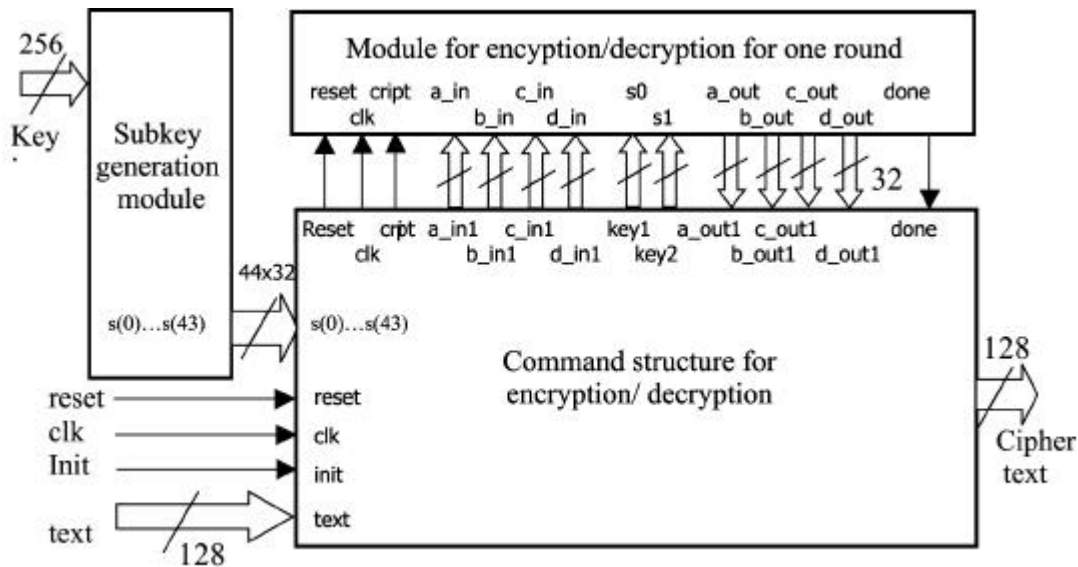 256
Key
Subkey
generation
module
s(0)...s(43)
Module for encyption/decryption for one round
reset cript a_in c_in s0 a_out c_out done
clk b_in d_in s1 b_out d_out
32
Reset cript a_in1 c_in1 key1 a_out1 c_out1 done
clk b_in1 d_in1 key2 b_out1 d_out1
44x32
s(0)...s(43)
Command structure for
encryption/ decryption
128
Cipher
text
reset reset
clk clk
Init init
text text
128